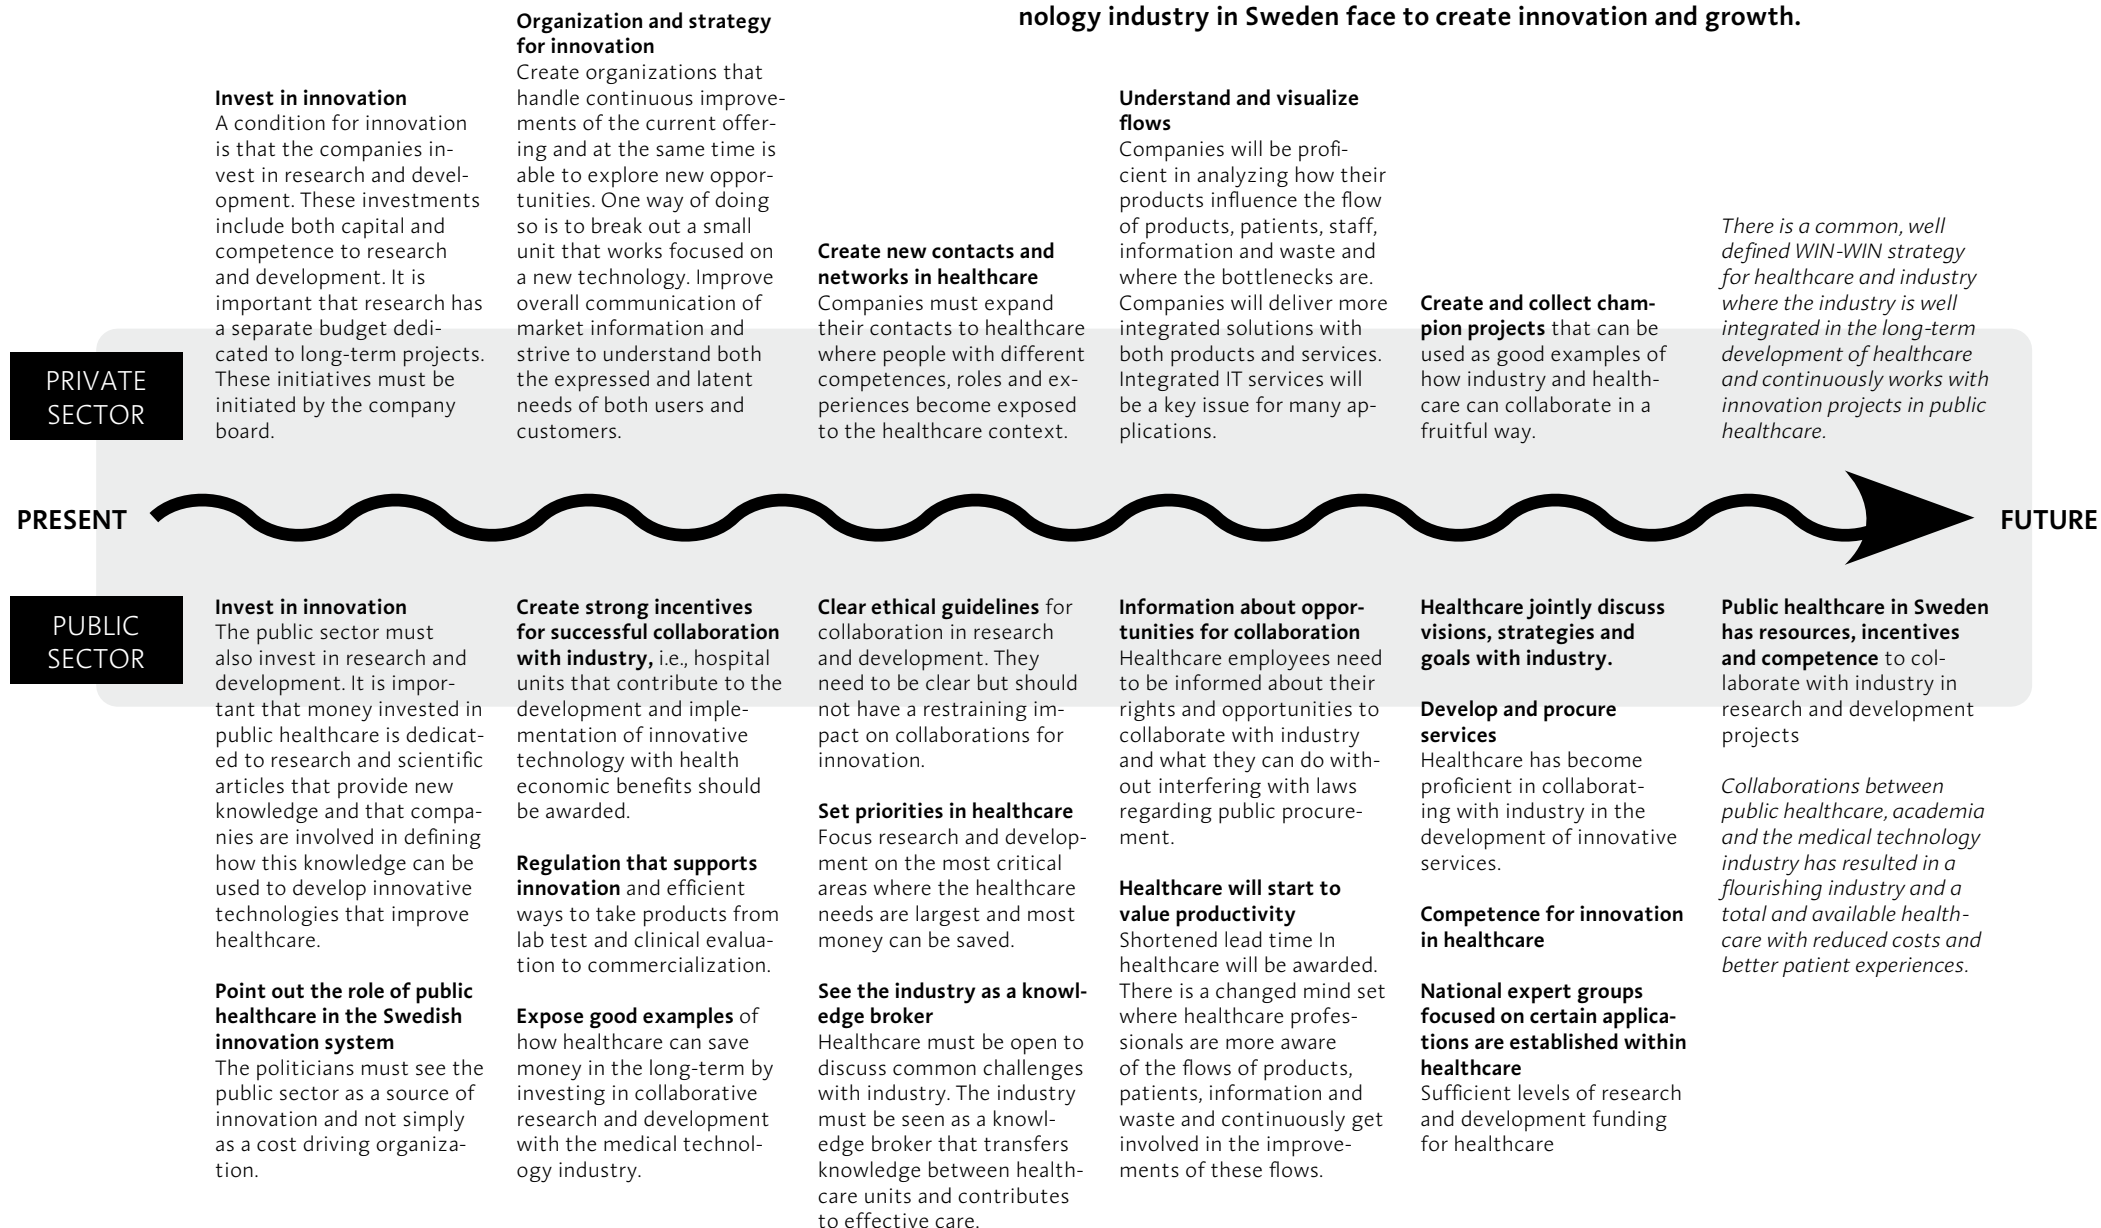 nology industry in Sweden face to create innovation and growth.
PRIVATE
SECTOR
Invest in innovation
A condition for innovation
is that the companies in-
vest in research and devel-
opment. These investments
include both capital and
competence to research
and development. It is
important that research has
a separate budget dedi-
cated to long-term projects.
These initiatives must be
initiated by the company
board.
Organization and strategy
for innovation
Create organizations that
handle continuous improve-
ments of the current offer-
ing and at the same time is
able to explore new oppor-
tunities. One way of doing
so is to break out a small
unit that works focused on
a new technology. Improve
overall communication of
market information and
strive to understand both
the expressed and latent
needs of both users and
customers.
Create new contacts and
networks in healthcare
Companies must expand
their contacts to healthcare
where people with different
competences, roles and ex-
periences become exposed
to the healthcare context.
Understand and visualize
flows
Companies will be profi-
cient in analyzing how their
products influence the flow
of products, patients, staff,
information and waste and
where the bottlenecks are.
Companies will deliver more
integrated solutions with
both products and services.
Integrated IT services will
be a key issue for many ap-
plications.
Create and collect cham-
pion projects that can be
used as good examples of
how industry and health-
care can collaborate in a
fruitful way.
There is a common, well
defined WIN-WIN strategy
for healthcare and industry
where the industry is well
integrated in the long-term
development of healthcare
and continuously works with
innovation projects in public
healthcare.
PRESENT
FUTURE
PUBLIC
SECTOR
Invest in innovation
The public sector must
also invest in research and
development. It is impor-
tant that money invested in
public healthcare is dedicat-
ed to research and scientific
articles that provide new
knowledge and that compa-
nies are involved in defining
how this knowledge can be
used to develop innovative
technologies that improve
healthcare.
Point out the role of public
healthcare in the Swedish
innovation system
The politicians must see the
public sector as a source of
innovation and not simply
as a cost driving organiza-
tion.
Create strong incentives
for successful collaboration
with industry, i.e., hospital
units that contribute to the
development and imple-
mentation of innovative
technology with health
economic benefits should
be awarded.
Regulation that supports
innovation and efficient
ways to take products from
lab test and clinical evalua-
tion to commercialization.
Expose good examples of
how healthcare can save
money in the long-term by
investing in collaborative
research and development
with the medical technol-
ogy industry.
Clear ethical guidelines for
collaboration in research
and development. They
need to be clear but should
not have a restraining im-
pact on collaborations for
innovation.
Set priorities in healthcare
Focus research and develop-
ment on the most critical
areas where the healthcare
needs are largest and most
money can be saved.
See the industry as a knowl-
edge broker
Healthcare must be open to
discuss common challenges
with industry. The industry
must be seen as a knowl-
edge broker that transfers
knowledge between health-
care units and contributes
to effective care.
Information about oppor-
tunities for collaboration
Healthcare employees need
to be informed about their
rights and opportunities to
collaborate with industry
and what they can do with-
out interfering with laws
regarding public procure-
ment.
Healthcare will start to
value productivity
Shortened lead time In
healthcare will be awarded.
There is a changed mind set
where healthcare profes-
sionals are more aware
of the flows of products,
patients, information and
waste and continuously get
involved in the improve-
ments of these flows.
Healthcare jointly discuss
visions, strategies and
goals with industry.
Develop and procure
services
Healthcare has become
proficient in collaborat-
ing with industry in the
development of innovative
services.
Competence for innovation
in healthcare
National expert groups
focused on certain applica-
tions are established within
healthcare
Sufficient levels of research
and development funding
for healthcare
Public healthcare in Sweden
has resources, incentives
and competence to col-
laborate with industry in
research and development
projects
Collaborations between
public healthcare, academia
and the medical technology
industry has resulted in a
flourishing industry and a
total and available health-
care with reduced costs and
better patient experiences.